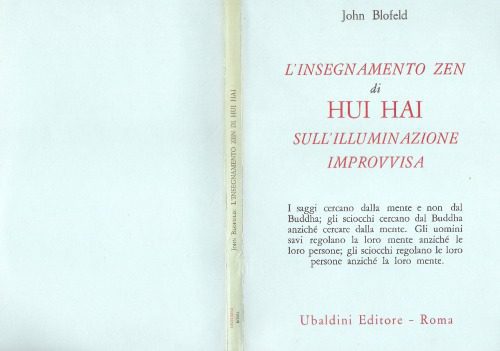 John Blofeld
L'INSEGNAMENTO ZEN
di
HUI HAI
SULL'ILLUMINAZIONE
IMPROVVISA
I saggi cercano dalla mente e non dal
Buddha; gli sciocchi cercano dal Buddha
anziché cercare dalla mente. Gli uomini
savi regolano la loro mente anziché le
loro persone; gli sciocchi regolano le loro
persone anziché la loro mente.
Ubaldini Editore - Roma
John Blofeld: L'INSEGNAMENTO ZEN DI HUI HAI